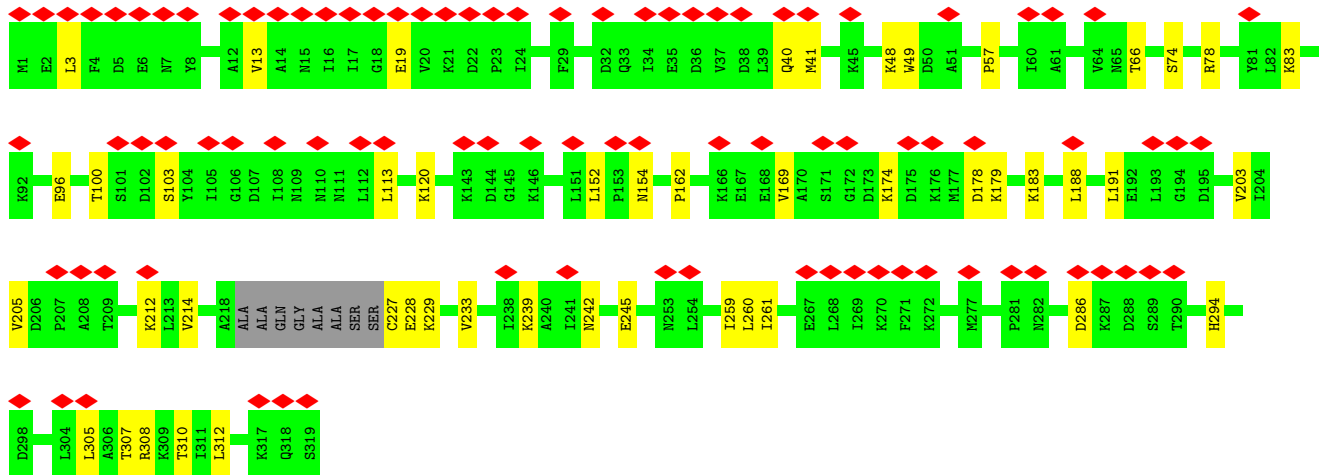 M1 E2 L3 F4 D5 E6 N7 Y8 A12 V13 A14 N15 I16 I17 G18 E19 V20 K21 D22 P23 I24 F29 D32 Q33 I34 E35 D36 V37 D38 L39 Q40 M41 K45 K48 W49 D50 A51 P57 I60 A61 V64 N65 T66 S74 R78 Y81 L82 K83
K92 E96 T100 S101 D102 S103 Y104 I105 G106 D107 I108 N109 N110 N111 L112 L113 K120 K143 D144 G145 K146 L151 L152 P153 N154 P162 K166 E167 E168 V169 A170 S171 G172 D173 K174 D175 K176 M177 D178 K179 K183 L188 L191 E192 L193 G194 D195 V203 I204
V205 D206 P207 A208 T209 K212 L213 V214 A218 ALA ALA GLN GLY ALA ALA SER SER C227 E228 K229 V233 I238 K239 A240 I241 N242 E245 N253 L254 I259 L260 I261 E267 L268 I269 K270 F271 K272 M277 P281 N282 D286 K287 D288 S289 T290 H294
D298 L304 L305 A306 T307 R308 K309 T310 I311 L312 K317 Q318 S319